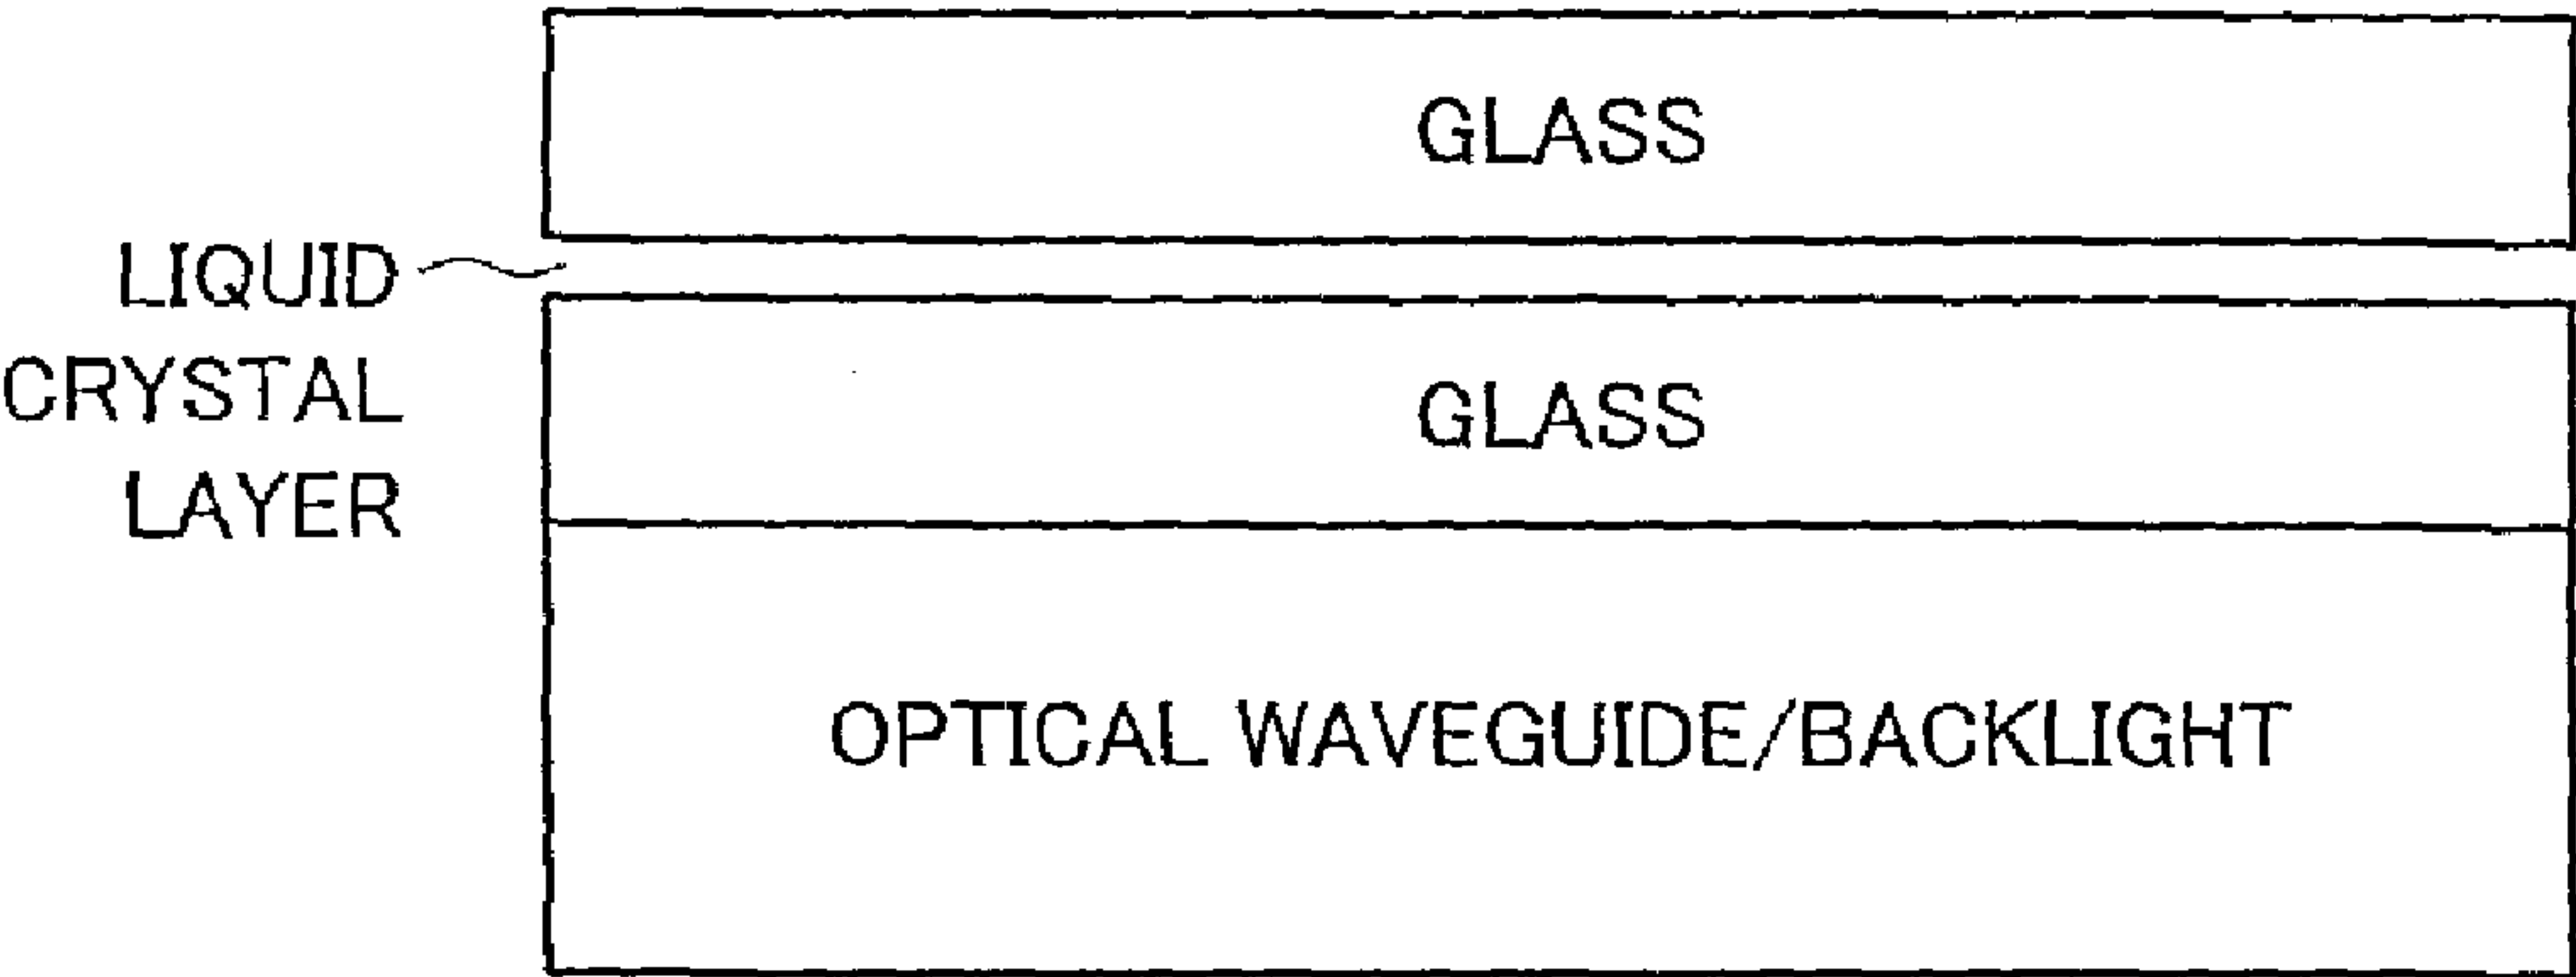 GLASS
LIQUID
CRYSTAL
LAYER
GLASS
OPTICAL WAVEGUIDE/BACKLIGHT